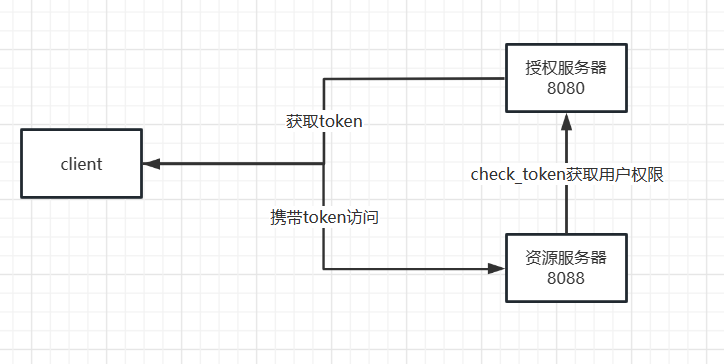 授权服务器
8080
获取token
client
check_token获取用户权限
携带token访问
资源服务器
8088